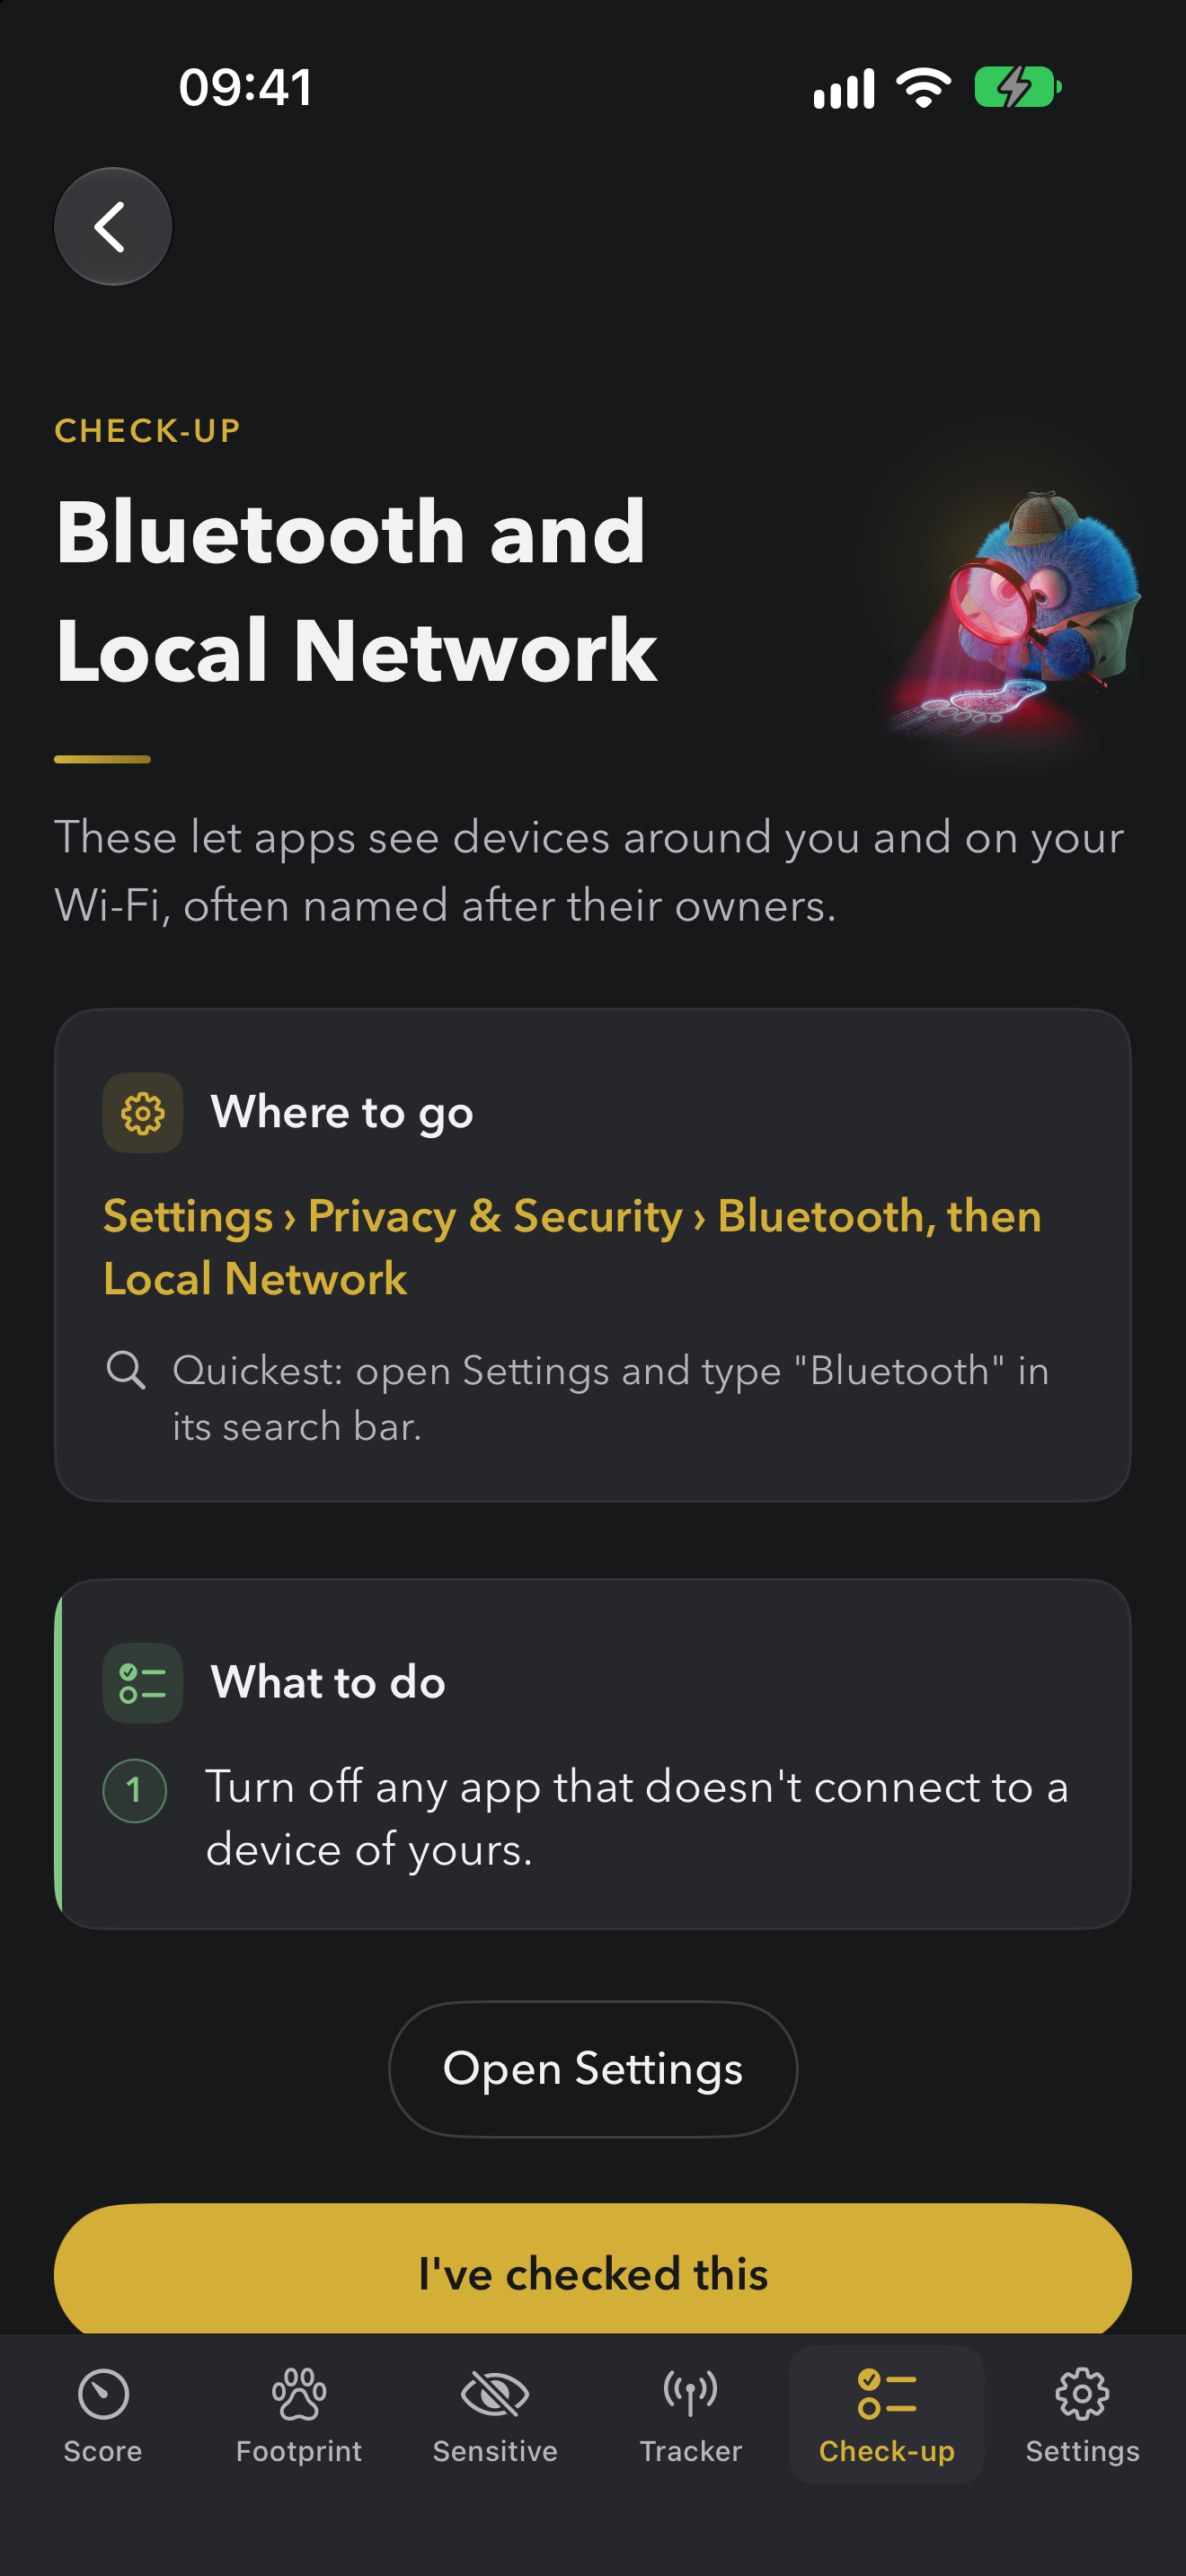 09:41
CHECK-UP
Bluetooth and
Local Network
These let apps see devices around you and on your
Wi-Fi, often named after their owners.
Where to go
Settings › Privacy & Security › Bluetooth, then
Local Network
Quickest: open Settings and type "Bluetooth" in
its search bar.
What to do
1 Turn off any app that doesn't connect to a
device of yours.
Open Settings
I've checked this
Score Footprint Sensitive Tracker Check-up Settings